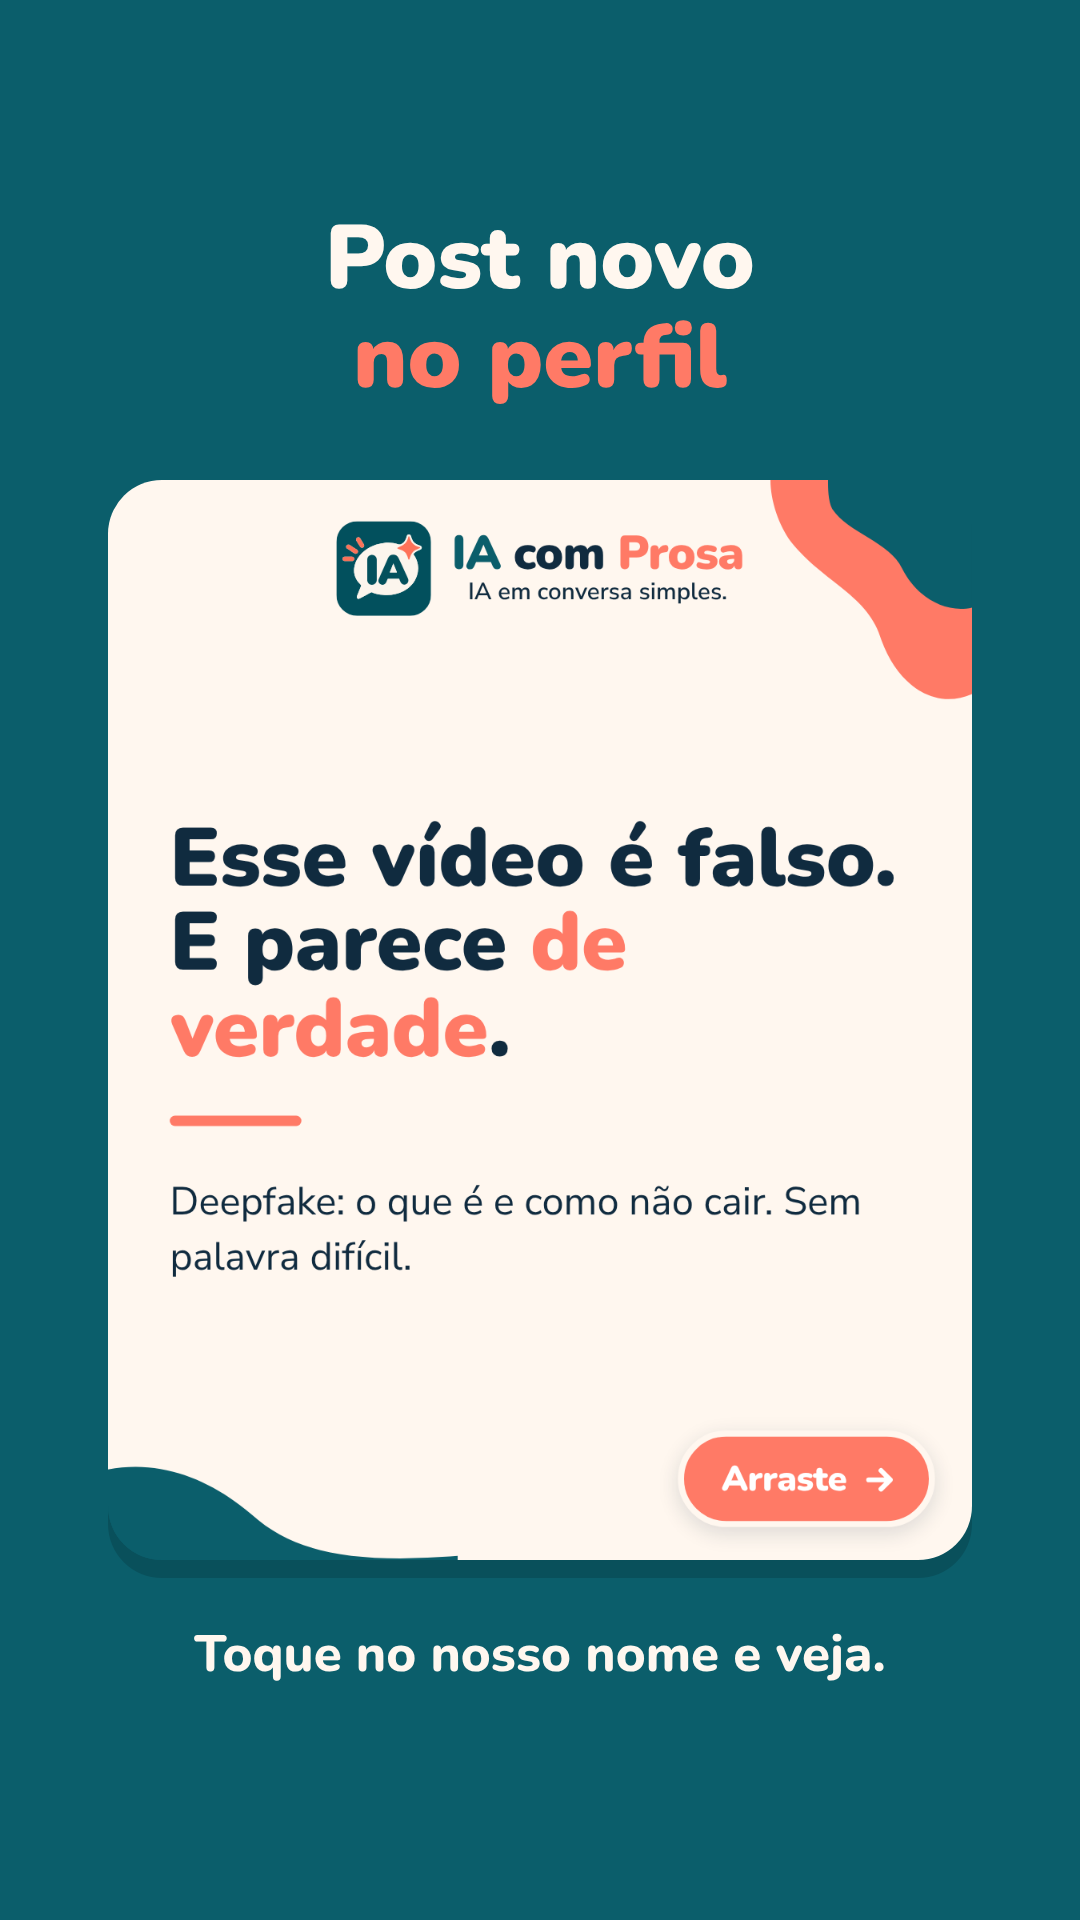 Post novo
no perfil
IA
IA com Prosa
IA em conversa simples.
Esse vídeo é falso.
E parece de
verdade.
Deepfake: o que é e como não cair. Sem
palavra difícil.
Arraste →
Toque no nosso nome e veja.